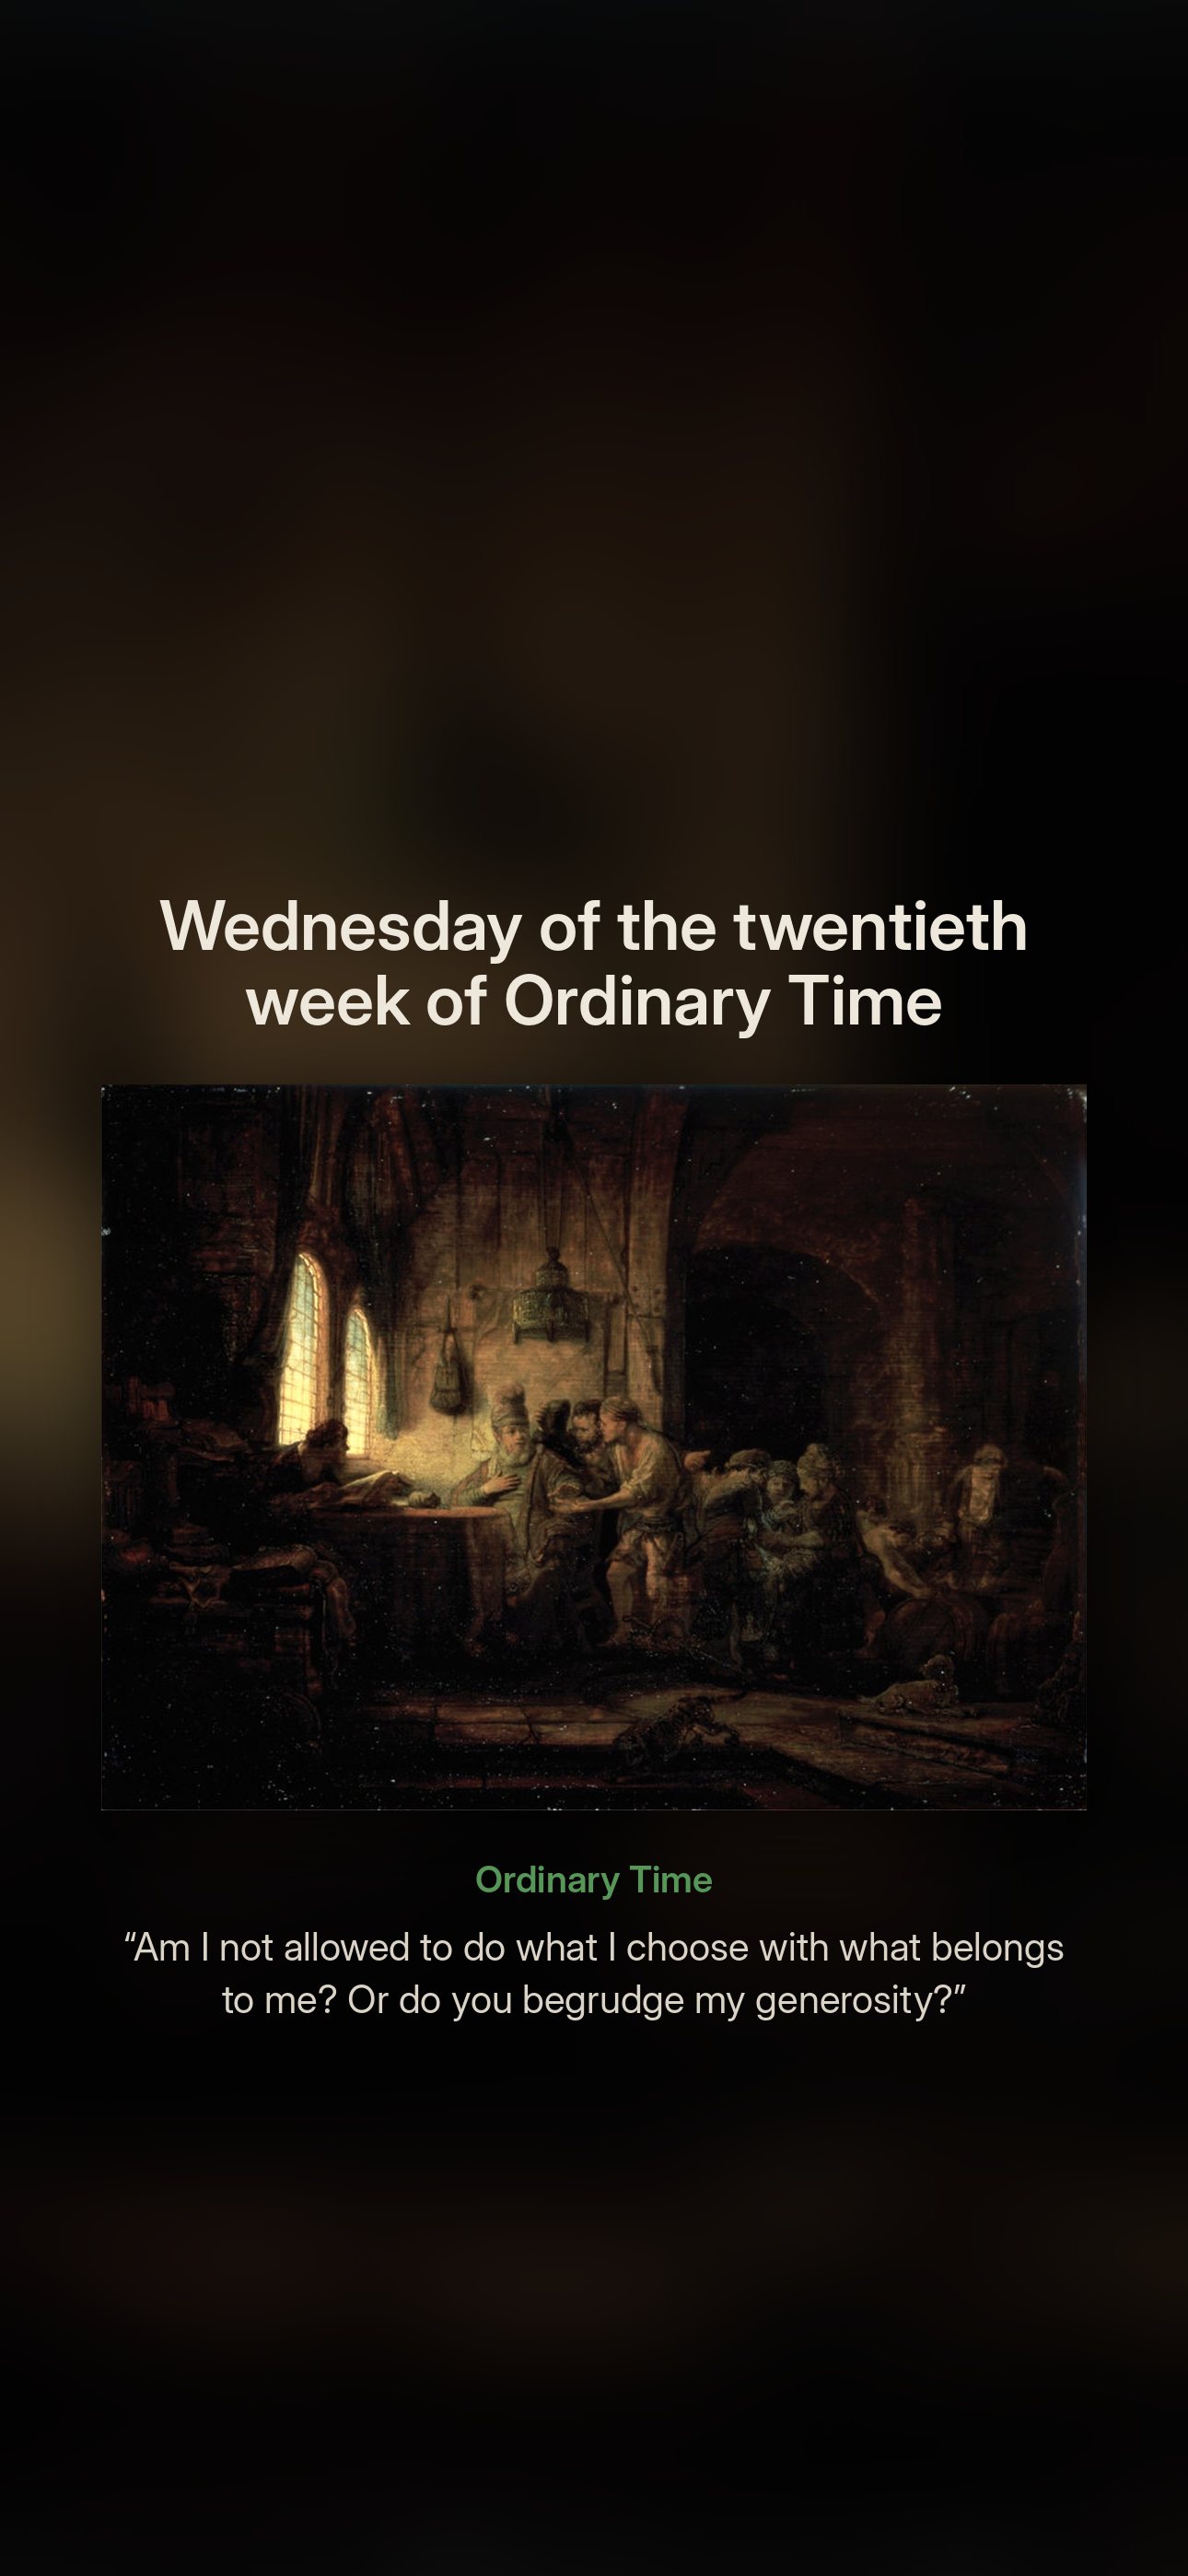 Wednesday of the twentieth
week of Ordinary Time
Ordinary Time
“Am I not allowed to do what I choose with what belongs
to me? Or do you begrudge my generosity?”